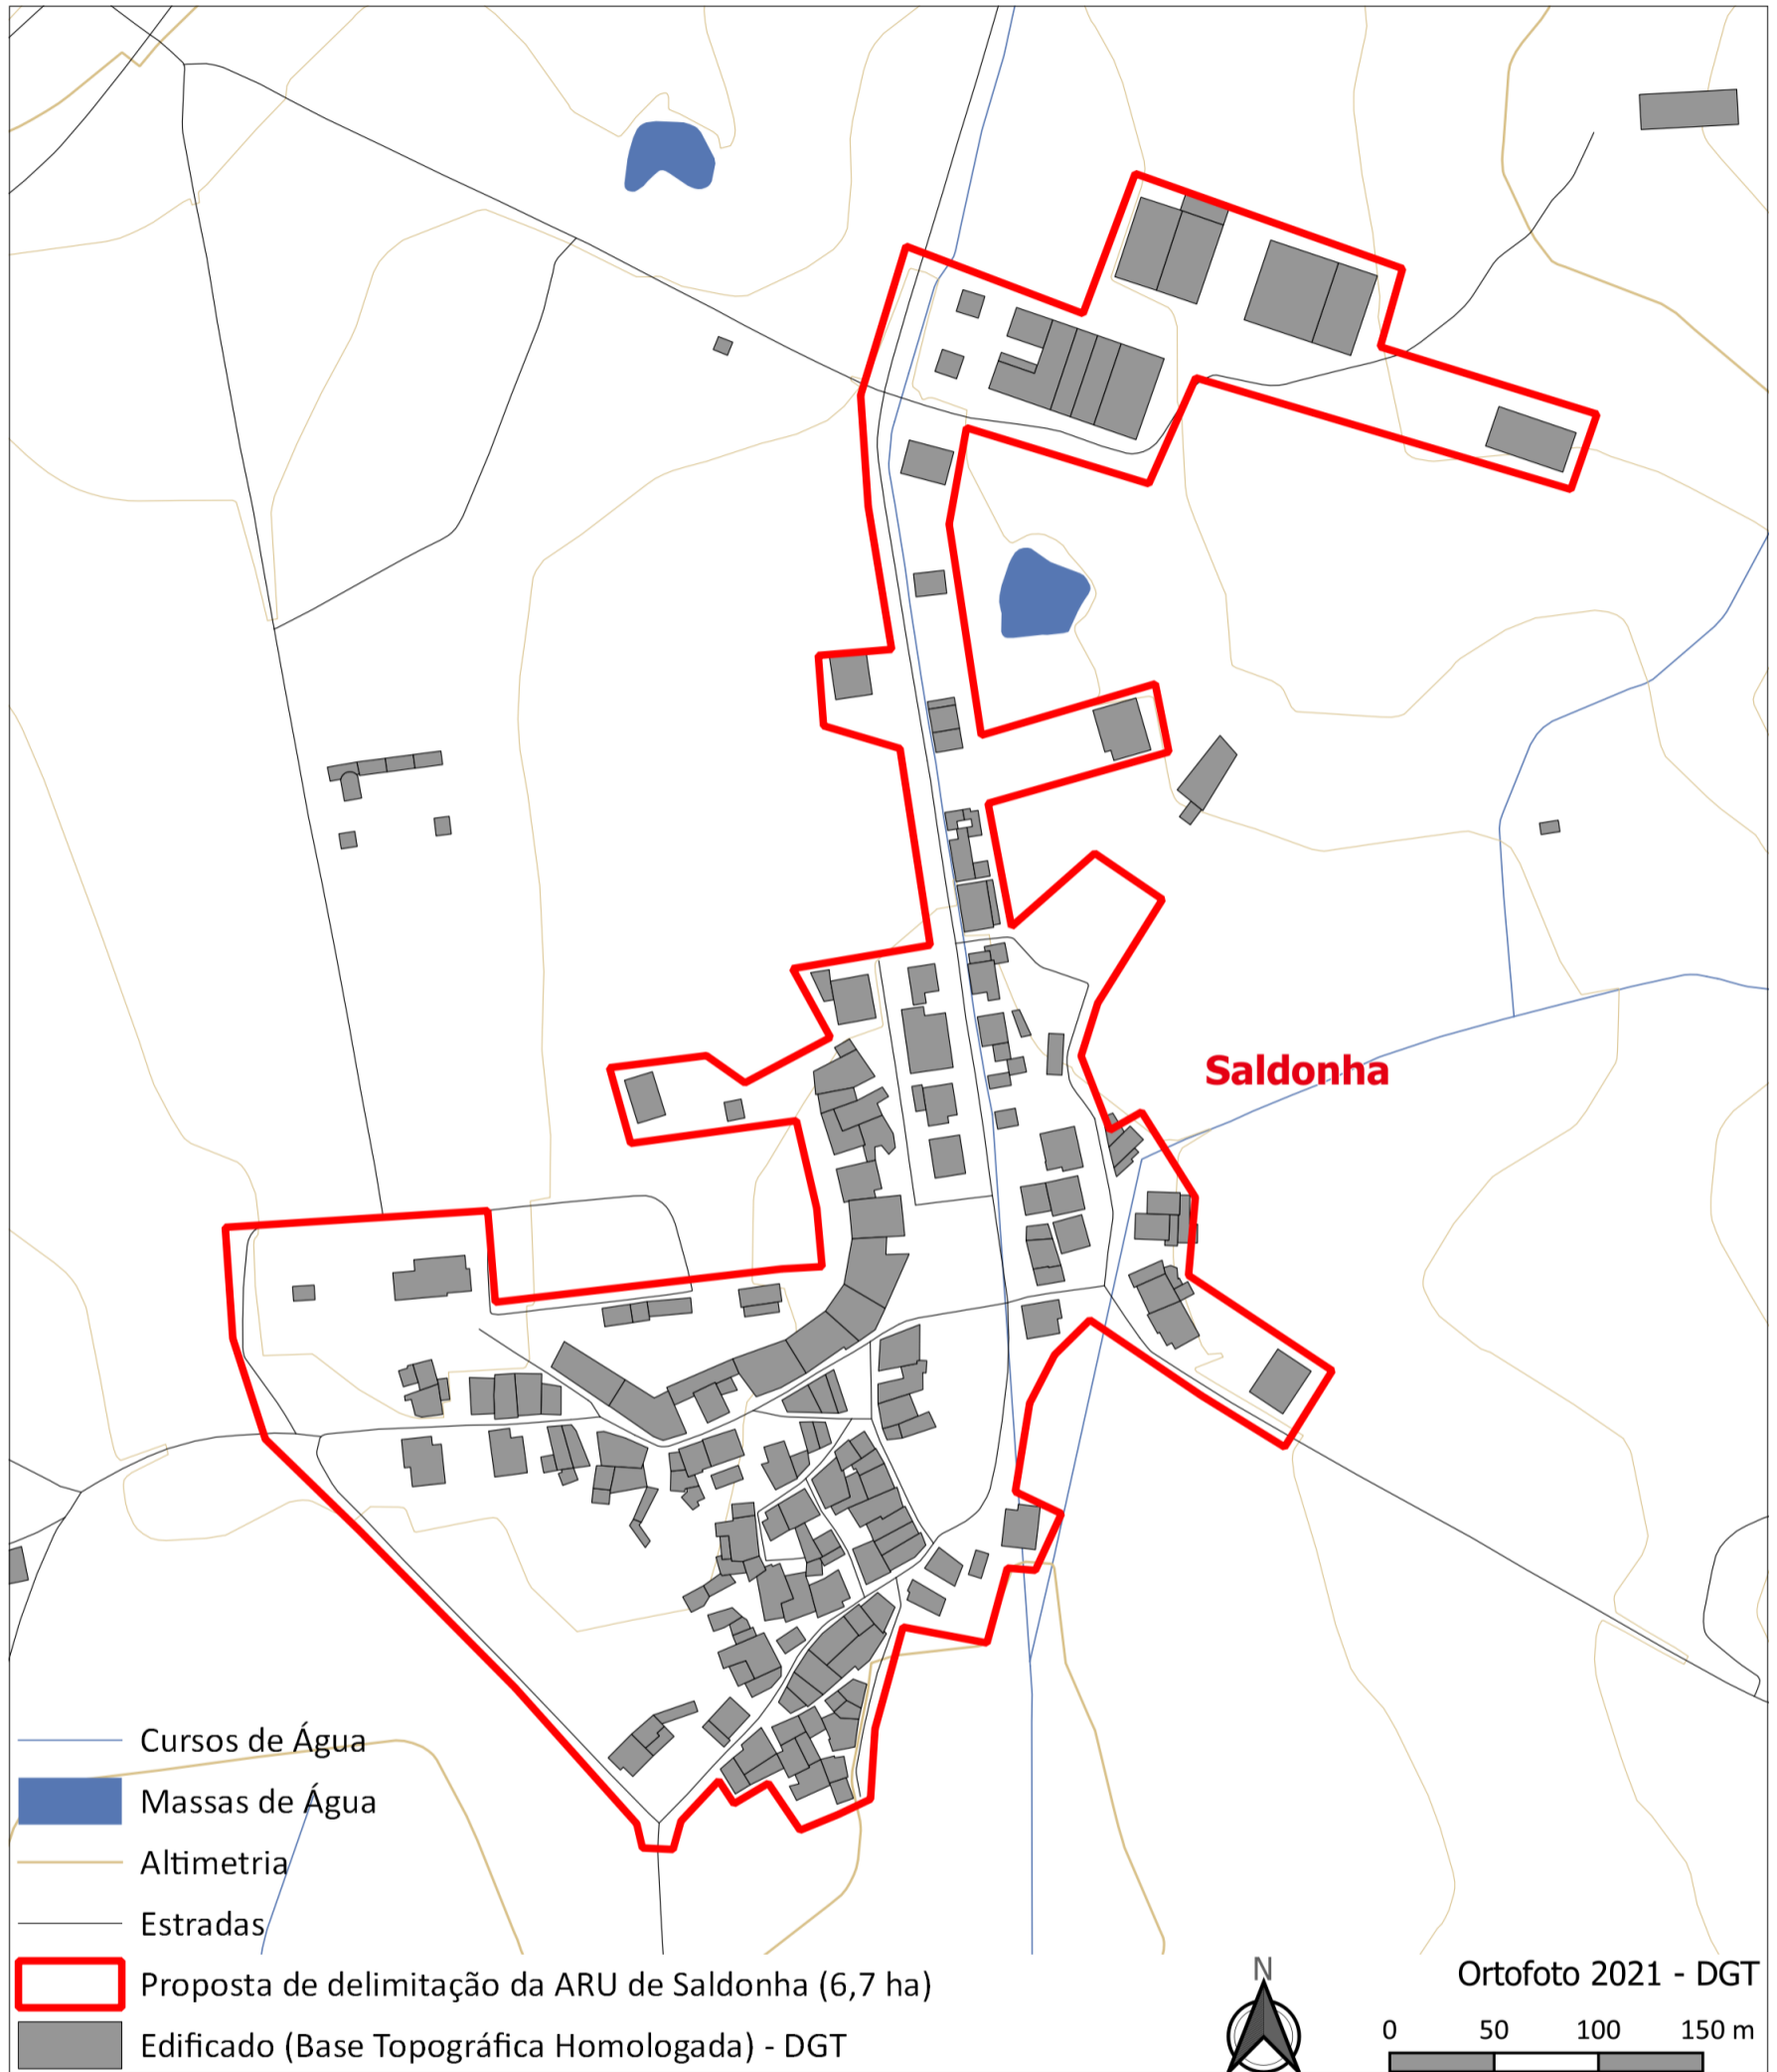 Saldonha
Cursos de Água
Massas de Água
Altimetria
Estradas
Proposta de delimitação da ARU de Saldonha (6,7 ha)
Edificado (Base Topográfica Homologada) - DGT
N
Ortofoto 2021 - DGT
0 50 100 150 m